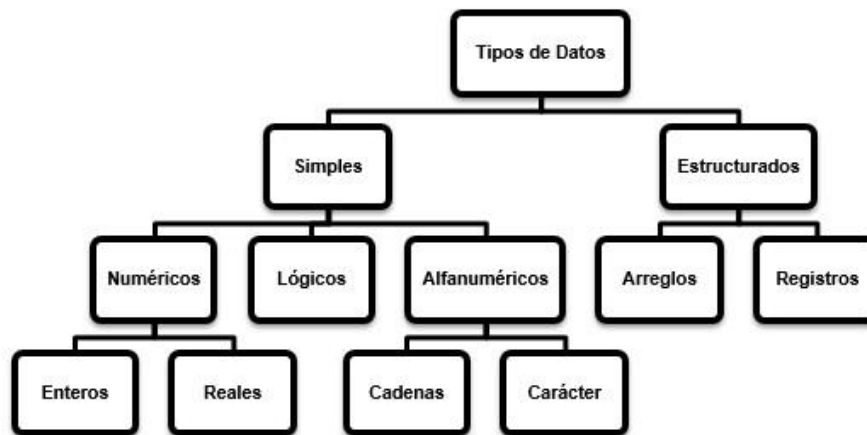 Tipos de Datos
Simples
Estructurados
Numéricos
Lógicos
Alfanuméricos
Arreglos
Registros
Enteros
Reales
Cadenas
Carácter